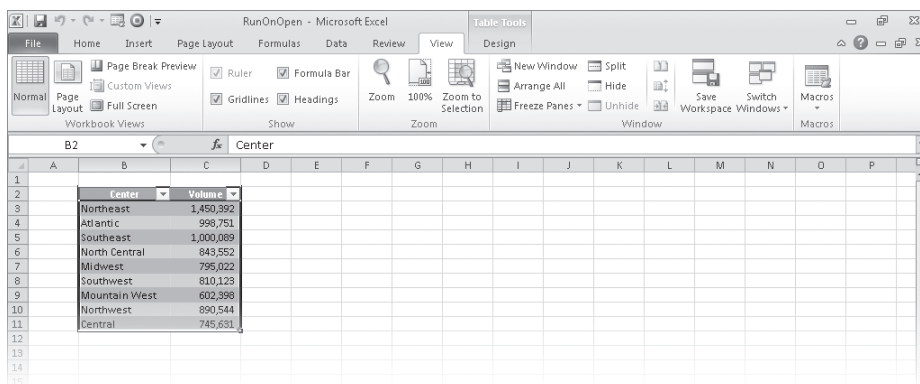 RunOnOpen - Microsoft Excel
Table Tools
File Home Insert Page Layout Formulas Data Review View Design
Normal
Page Layout
Page Break Preview
Custom Views
Full Screen
Workbook Views
Ruler
Formula Bar
Gridlines
Headings
Show
Zoom
100%
Zoom to Selection
Zoom
New Window
Arrange All
Freeze Panes
Split
Hide
Unhide
Save Workspace
Switch Windows
Window
Macros
Macros
B2 fx Center
A B C D E F G H I J K L M N O P
1
2 Center Volume
3 Northeast 1,450,392
4 Atlantic 998,751
5 Southeast 1,000,089
6 North Central 843,552
7 Midwest 795,022
8 Southwest 810,123
9 Mountain West 602,398
10 Northwest 890,544
11 Central 745,631
12
13
14
15